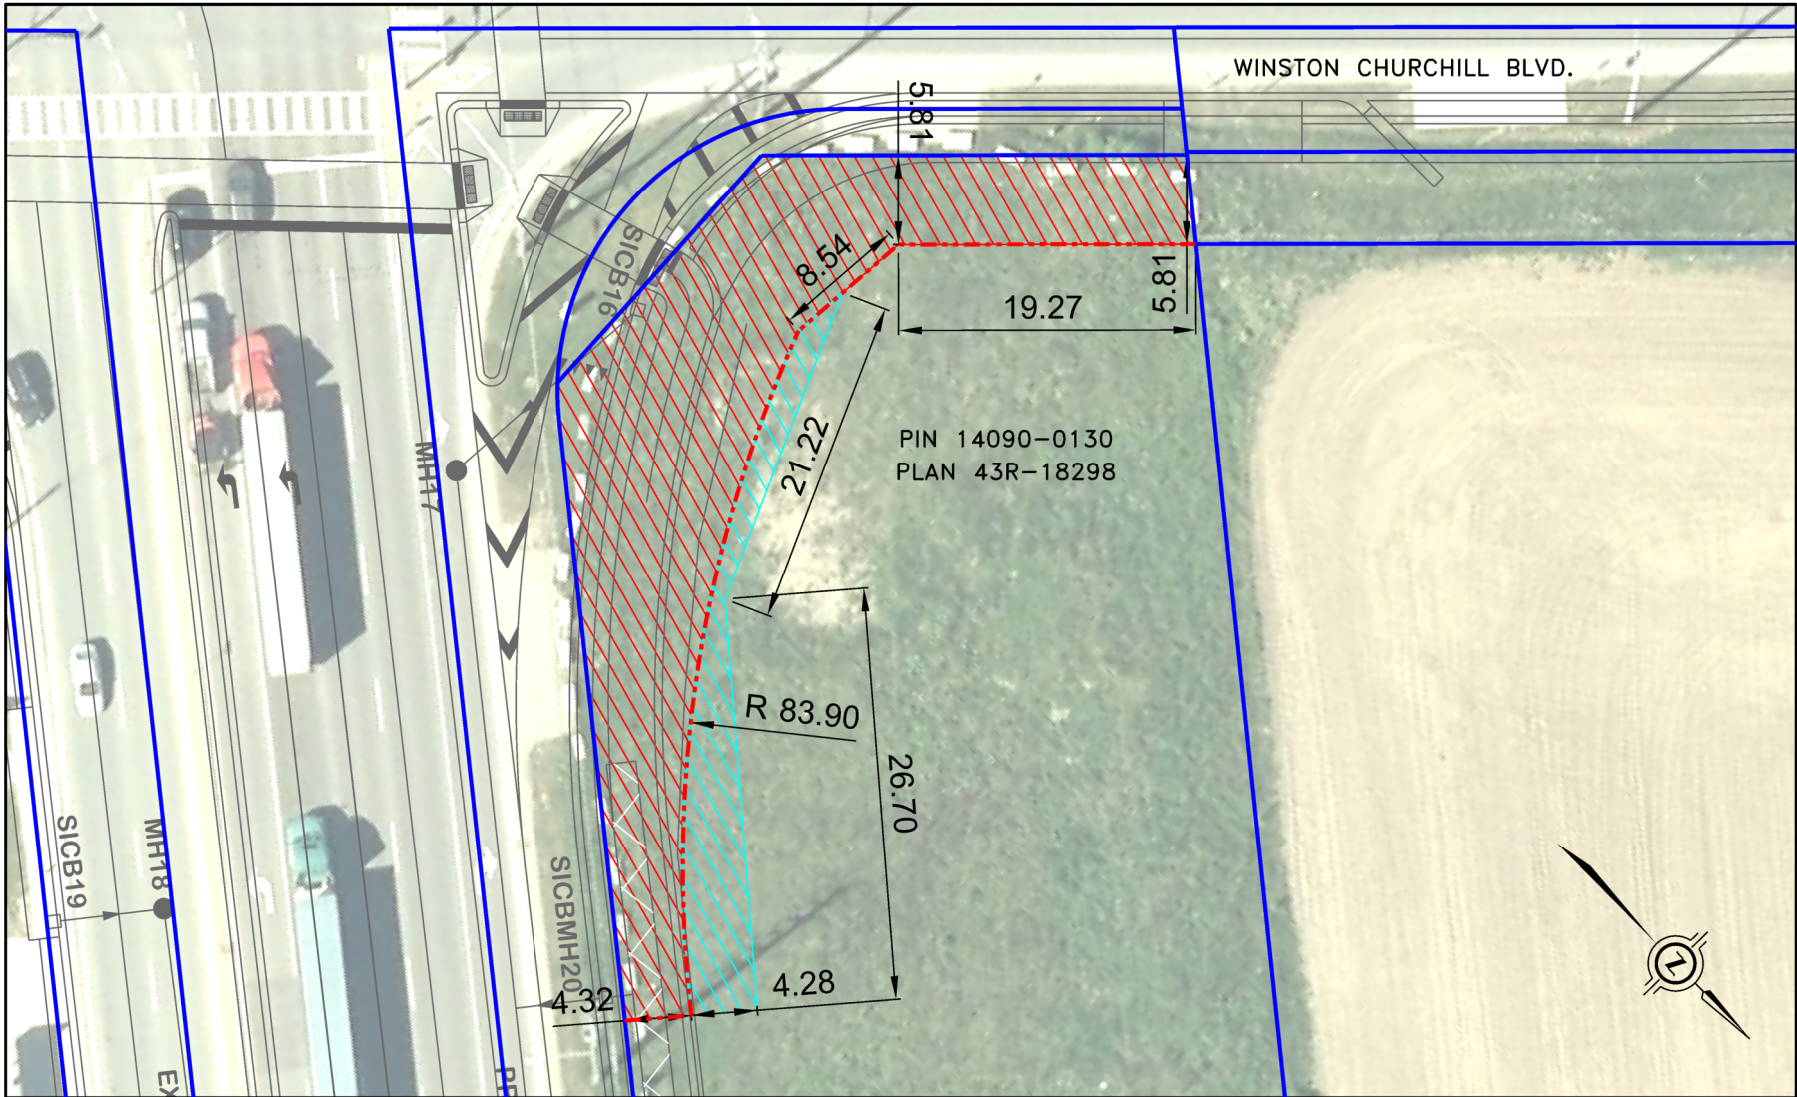 WINSTON CHURCHILL BLVD.
5.81
SICB16
8.54
5.81
19.27
MH17
21.22
PIN 14090-0130
PLAN 43R-18298
R 83.90
26.70
SICB19
MH18
SICBMH20
4.32
4.28
EX
Z